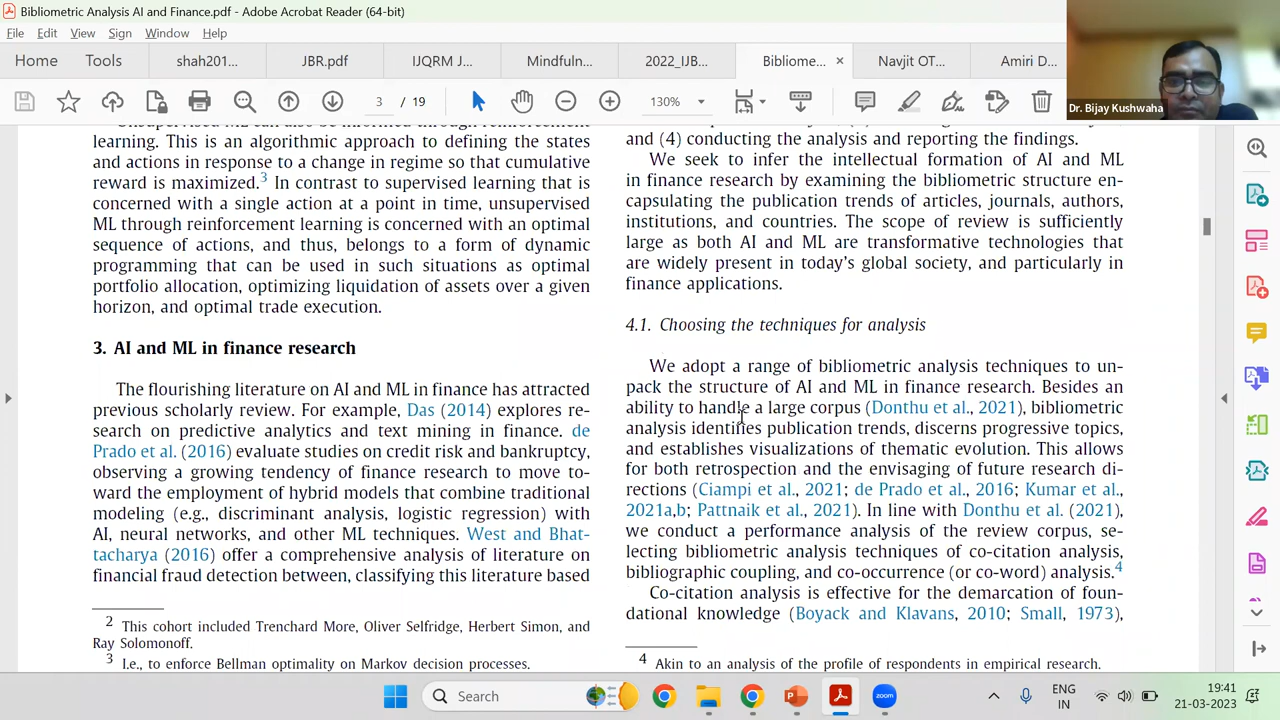 Bibliometric Analysis AI and Finance.pdf - Adobe Acrobat Reader (64-bit)
File Edit View Sign Window Help
Home Tools shah201... JBR.pdf IJQRM J... Mindfuln... 2022_IJB... Bibliome... × Navjit OT... Amiri D...
3 / 19 130%
Dr. Bijay Kushwaha
learning. This is an algorithmic approach to defining the states
and actions in response to a change in regime so that cumulative
reward is maximized.3 In contrast to supervised learning that is
concerned with a single action at a point in time, unsupervised
ML through reinforcement learning is concerned with an optimal
sequence of actions, and thus, belongs to a form of dynamic
programming that can be used in such situations as optimal
portfolio allocation, optimizing liquidation of assets over a given
horizon, and optimal trade execution.
3. AI and ML in finance research
The flourishing literature on AI and ML in finance has attracted
previous scholarly review. For example, Das (2014) explores re-
search on predictive analytics and text mining in finance. de
Prado et al. (2016) evaluate studies on credit risk and bankruptcy,
observing a growing tendency of finance research to move to-
ward the employment of hybrid models that combine traditional
modeling (e.g., discriminant analysis, logistic regression) with
AI, neural networks, and other ML techniques. West and Bhat-
tacharya (2016) offer a comprehensive analysis of literature on
financial fraud detection between, classifying this literature based
2 This cohort included Trenchard More, Oliver Selfridge, Herbert Simon, and
Ray Solomonoff.
3 I.e., to enforce Bellman optimality on Markov decision processes.
and (4) conducting the analysis and reporting the findings.
We seek to infer the intellectual formation of AI and ML
in finance research by examining the bibliometric structure en-
capsulating the publication trends of articles, journals, authors,
institutions, and countries. The scope of review is sufficiently
large as both AI and ML are transformative technologies that
are widely present in today's global society, and particularly in
finance applications.
4.1. Choosing the techniques for analysis
We adopt a range of bibliometric analysis techniques to un-
pack the structure of AI and ML in finance research. Besides an
ability to handle a large corpus (Donthu et al., 2021), bibliometric
analysis identifies publication trends, discerns progressive topics,
and establishes visualizations of thematic evolution. This allows
for both retrospection and the envisaging of future research di-
rections (Ciampi et al., 2021; de Prado et al., 2016; Kumar et al.,
2021a,b; Pattnaik et al., 2021). In line with Donthu et al. (2021),
we conduct a performance analysis of the review corpus, se-
lecting bibliometric analysis techniques of co-citation analysis,
bibliographic coupling, and co-occurrence (or co-word) analysis.4
Co-citation analysis is effective for the demarcation of foun-
dational knowledge (Boyack and Klavans, 2010; Small, 1973),
4 Akin to an analysis of the profile of respondents in empirical research.
Search
zoom
ENG
IN
19:41
21-03-2023